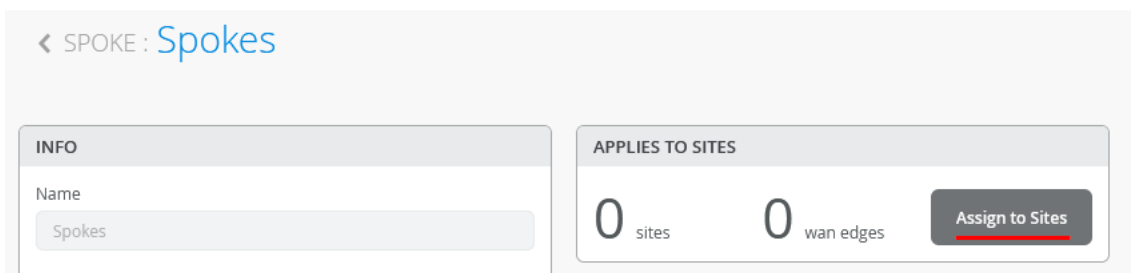 SPOKE : Spokes
INFO
Name
Spokes
APPLIES TO SITES
0 sites 0 wan edges Assign to Sites